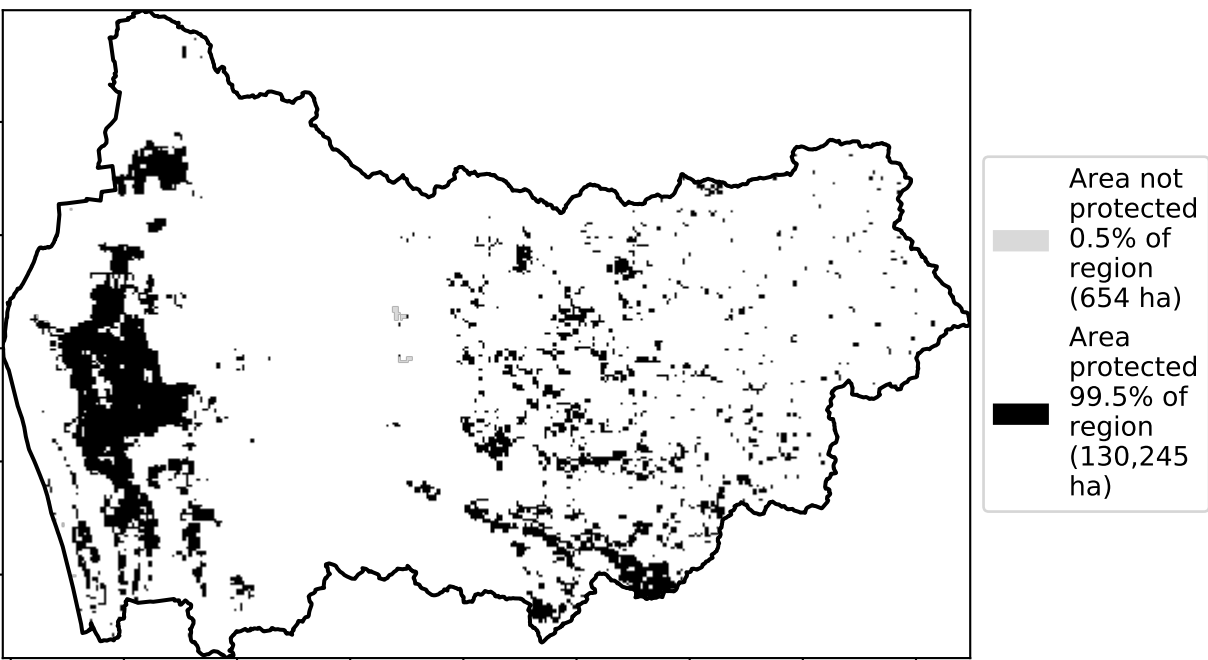 Area not
protected
0.5% of
region
(654 ha)
Area
protected
99.5% of
region
(130,245
ha)